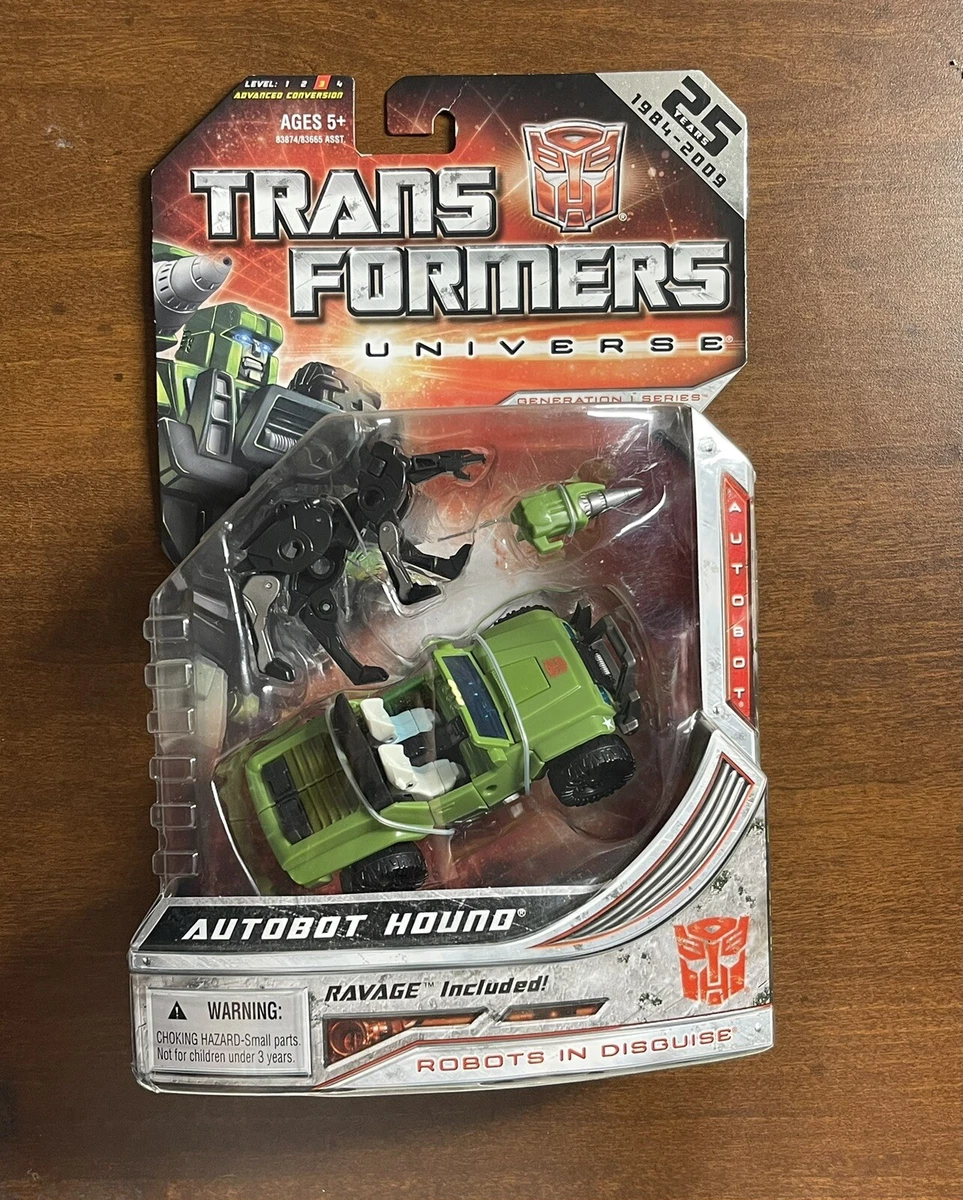 LEVEL: 1 2 3 4
ADVANCED CONVERSION
AGES 5+
83874/83665 ASST.
25
YEARS
1984-2009
TRANS
FORMERS
®
UNIVERSE®
GENERATION 1 SERIES™
AUTOBOT®
AUTOBOT HOUND®
RAVAGE™ Included!
⚠ WARNING:
CHOKING HAZARD-Small parts.
Not for children under 3 years.
ROBOTS IN DISGUISE®